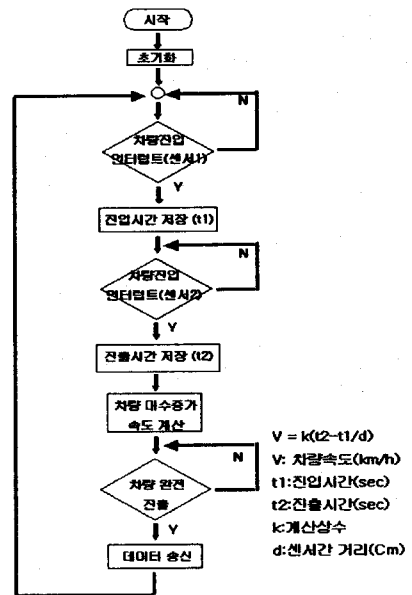 시작
초기화
N
차량진입
인터럽트(센서1)
Y
진입시간 저장 (t1)
N
차량진입
인터럽트(센서2)
Y
진출시간 저장 (t2)
차량 대수증가
속도 계산
N
차량 완전
진출
Y
데이터 송신
V = k(t2-t1/d)
V: 차량속도(km/h)
t1:진입시간(sec)
t2:진출시간(sec)
k:계산상수
d:센서간 거리(Cm)